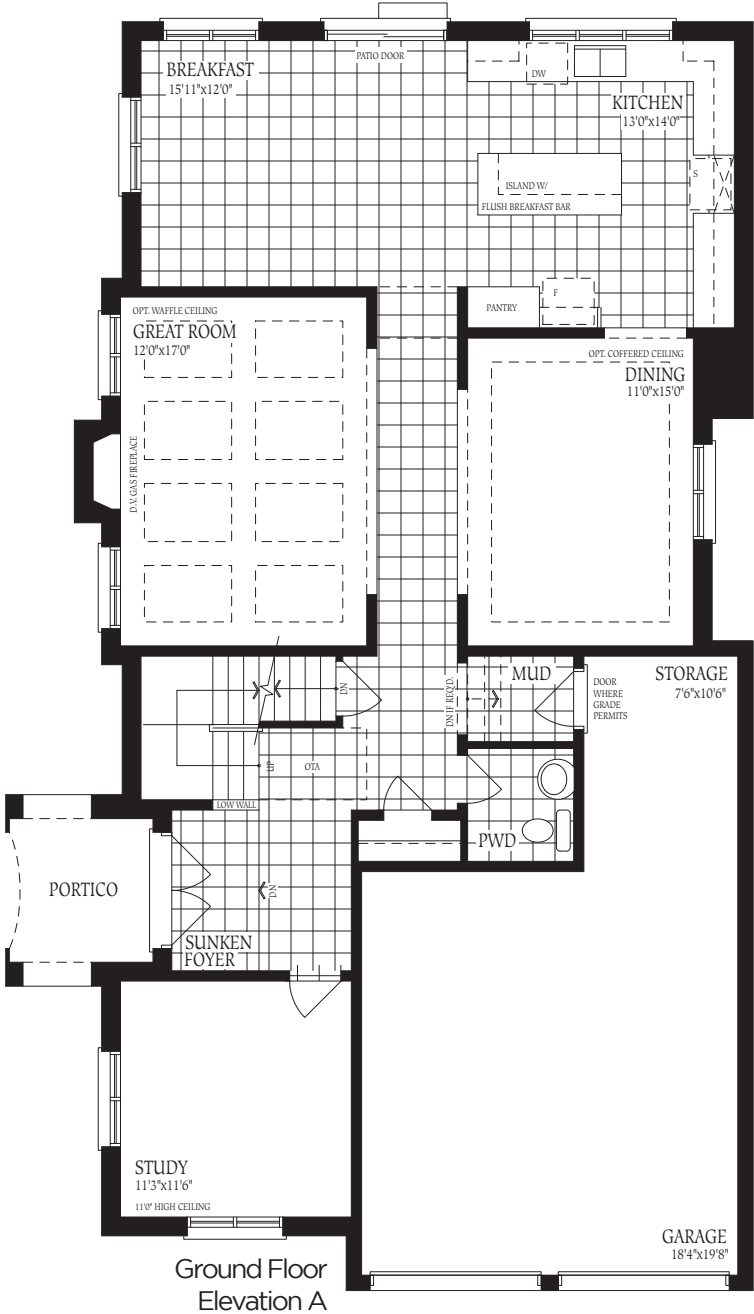 PATIO DOOR
BREAKFAST
15'11"x12'0"
DW
KITCHEN
13'0"x14'0"
S
ISLAND W/
FLUSH BREAKFAST BAR
PANTRY
F
OPT. WAFFLE CEILING
GREAT ROOM
12'0"x17'0"
D.V. GAS FIREPLACE
OPT. COFFERED CEILING
DINING
11'0"x15'0"
DN
DN IF REQ'D.
MUD
DOOR
WHERE
GRADE
PERMITS
STORAGE
7'6"x10'6"
UP
OTA
LOW WALL
PWD
PORTICO
DN
SUNKEN
FOYER
STUDY
11'3"x11'6"
11'0" HIGH CEILING
GARAGE
18'4"x19'8"
Ground Floor
Elevation A